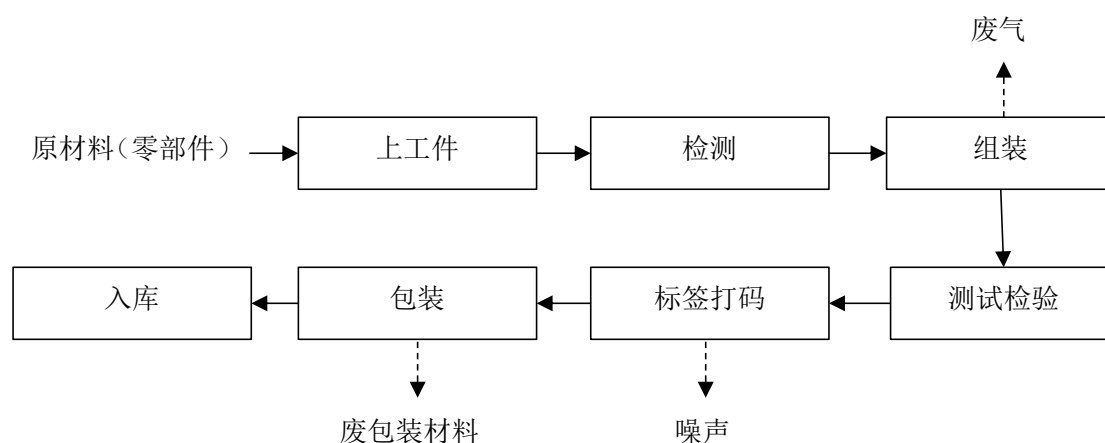 废气
原材料（零部件）
上工件
检测
组装
入库
包装
标签打码
测试检验
废包装材料
噪声